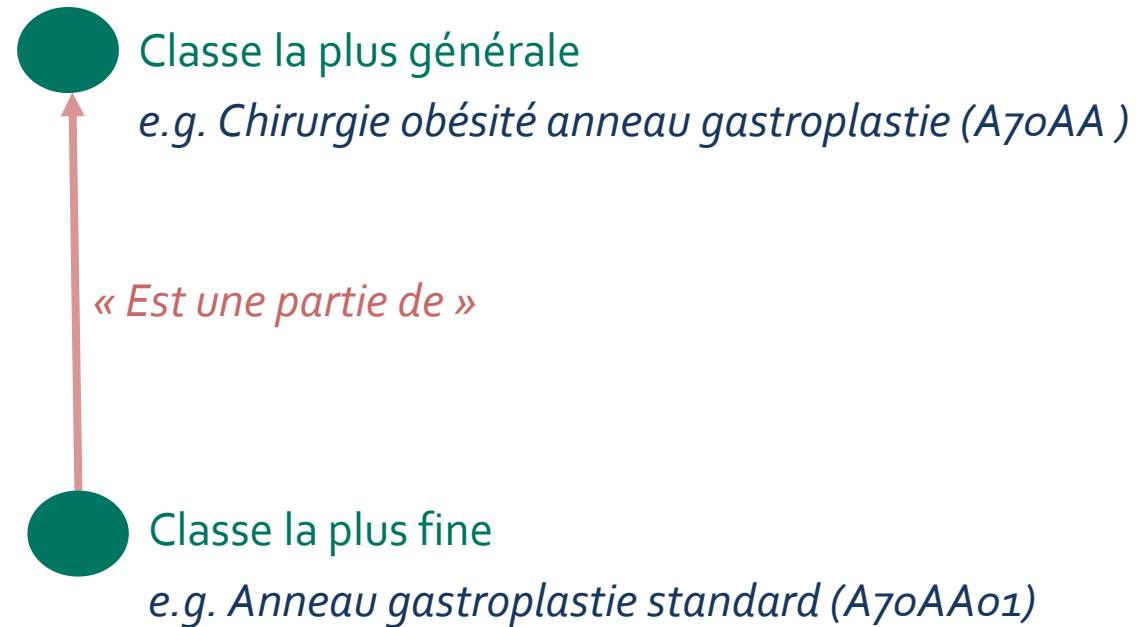 Classe la plus générale
e.g. Chirurgie obésité anneau gastroplastie (A70AA )
« Est une partie de »
Classe la plus fine
e.g. Anneau gastroplastie standard (A70AA01)